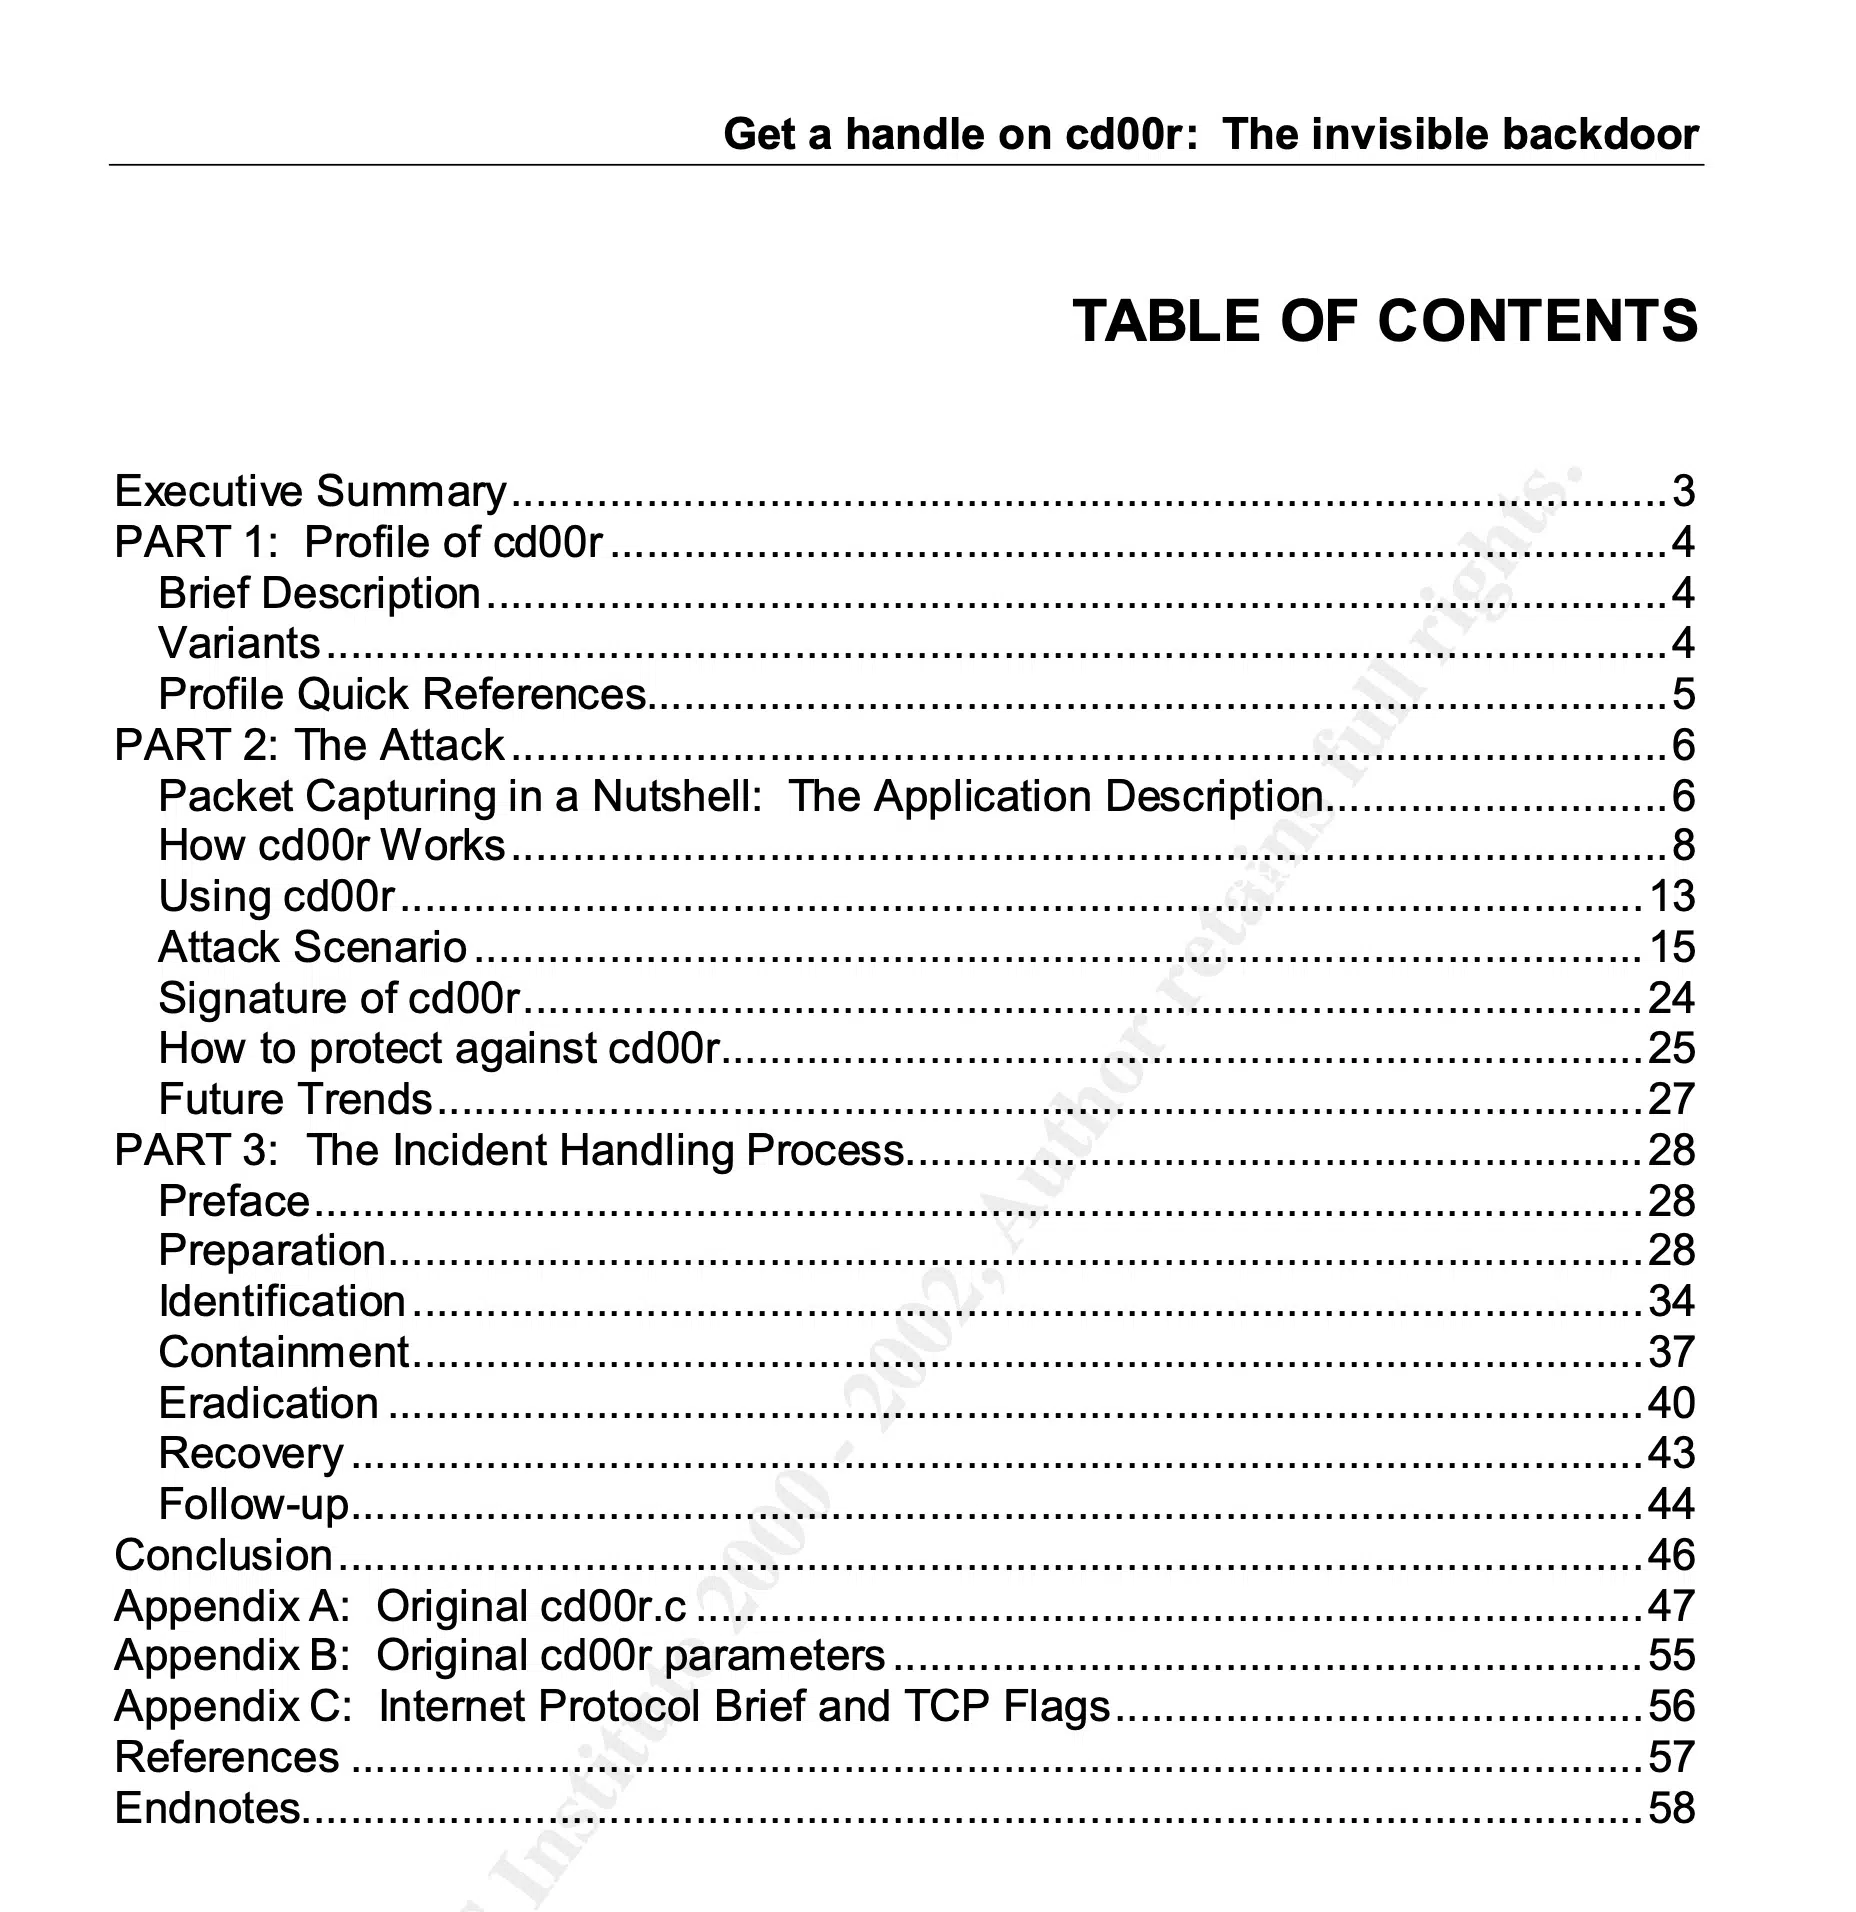 Get a handle on cd00r:  The invisible backdoor
TABLE OF CONTENTS
Executive Summary 3
PART 1:  Profile of cd00r 4
Brief Description 4
Variants 4
Profile Quick References 5
PART 2: The Attack 6
Packet Capturing in a Nutshell:  The Application Description 6
How cd00r Works 8
Using cd00r 13
Attack Scenario 15
Signature of cd00r 24
How to protect against cd00r 25
Future Trends 27
PART 3:  The Incident Handling Process 28
Preface 28
Preparation 28
Identification 34
Containment 37
Eradication 40
Recovery 43
Follow-up 44
Conclusion 46
Appendix A:  Original cd00r.c 47
Appendix B:  Original cd00r parameters 55
Appendix C:  Internet Protocol Brief and TCP Flags 56
References 57
Endnotes 58
Institute 2000 - 2002, Author retains full rights.